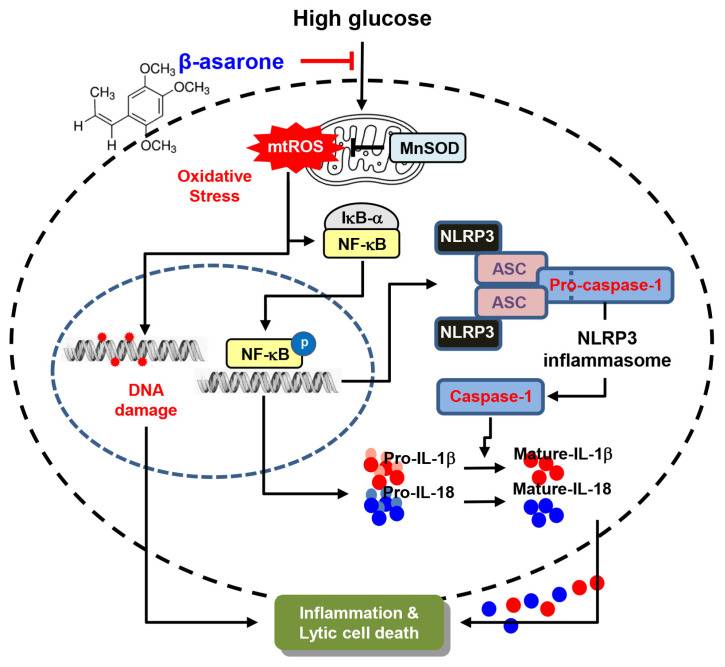 High glucose
β-asarone
CH₃
OCH₃
OCH₃
H
H
OCH₃
mtROS
MnSOD
Oxidative
Stress
IκB-α
NF-κB
NLRP3
ASC
Pro-caspase-1
ASC
NLRP3
NLRP3
inflammasome
NF-κB
p
DNA
damage
Caspase-1
Pro-IL-1β
Mature-IL-1β
Pro-IL-18
Mature-IL-18
Inflammation &
Lytic cell death